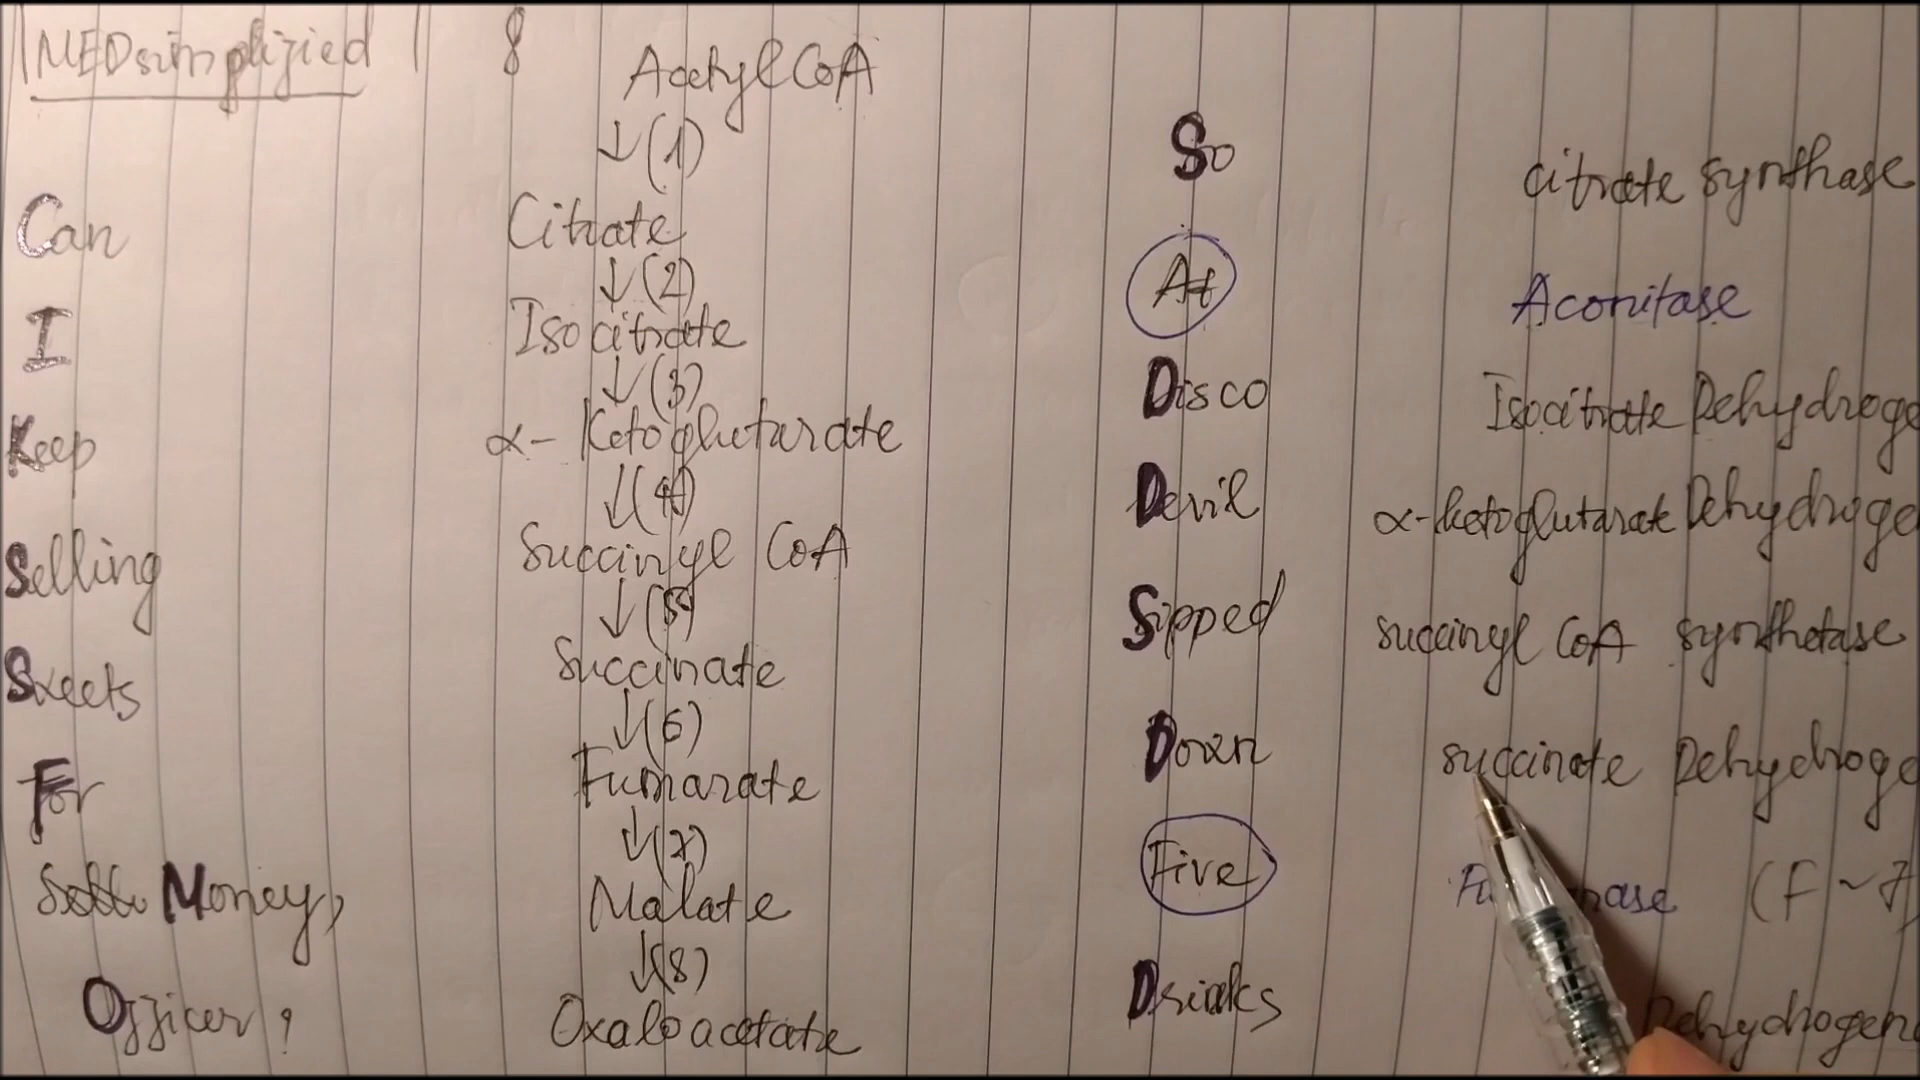 MEDsimplified 8 Acetyl CoA
↓(1) So citrate synthase
Can Citrate
↓(2) At Aconitase
I Isocitrate
↓(3) Disco Isocitrate Dehydroge
Keep α- Ketoglutarate
↓(4) Devil α-ketoglutarate Dehydroge
Selling Succinyl CoA
↓(5) Sipped succinyl CoA synthetase
Sweets Succinate
↓(6) Down succinate Dehydroge
For Fumarate
↓(7) Five (F ~ 7)
Money, Malate
↓(8) Drinks Dehydrogen
Officer? Oxaloacetate